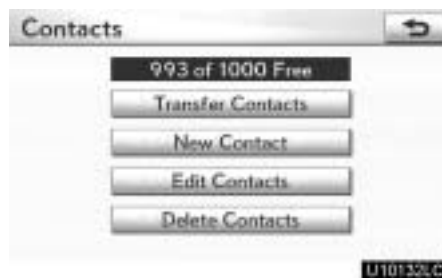 Contacts
993 of 1000 Free
Transfer Contacts
New Contact
Edit Contacts
Delete Contacts
U10132LC